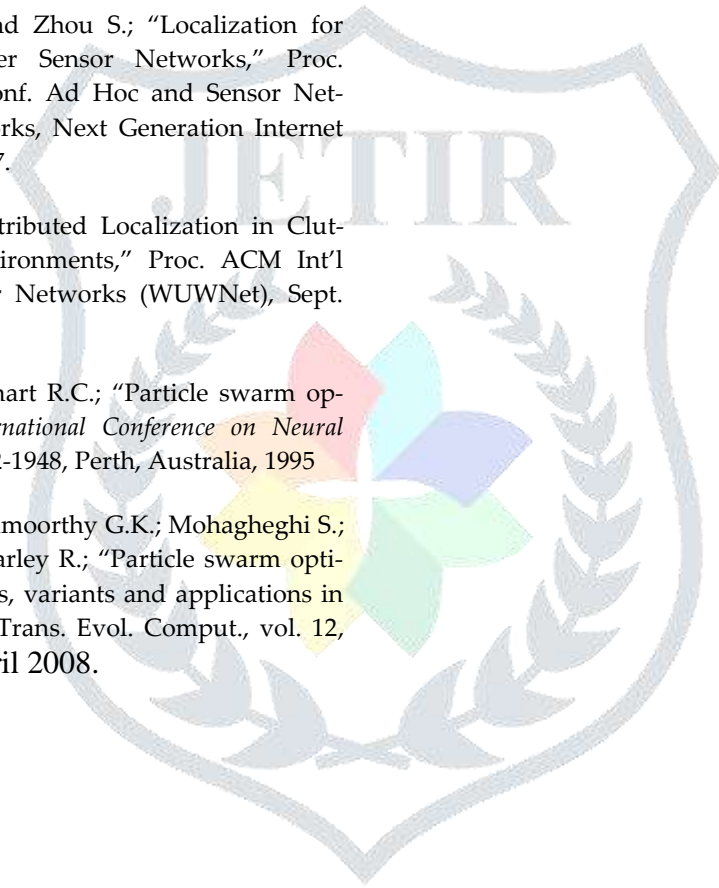 nd Zhou S.; “Localization for
er Sensor Networks,” Proc.
onf. Ad Hoc and Sensor Net-
rks, Next Generation Internet
7.
tributed Localization in Clut-
ironments,” Proc. ACM Int’l
r Networks (WUWNet), Sept.
hart R.C.; “Particle swarm op-
rnational Conference on Neural
2-1948, Perth, Australia, 1995
moorthy G.K.; Mohagheghi S.;
arley R.; “Particle swarm opti-
s, variants and applications in
Trans. Evol. Comput., vol. 12,
ril 2008.
JETIR